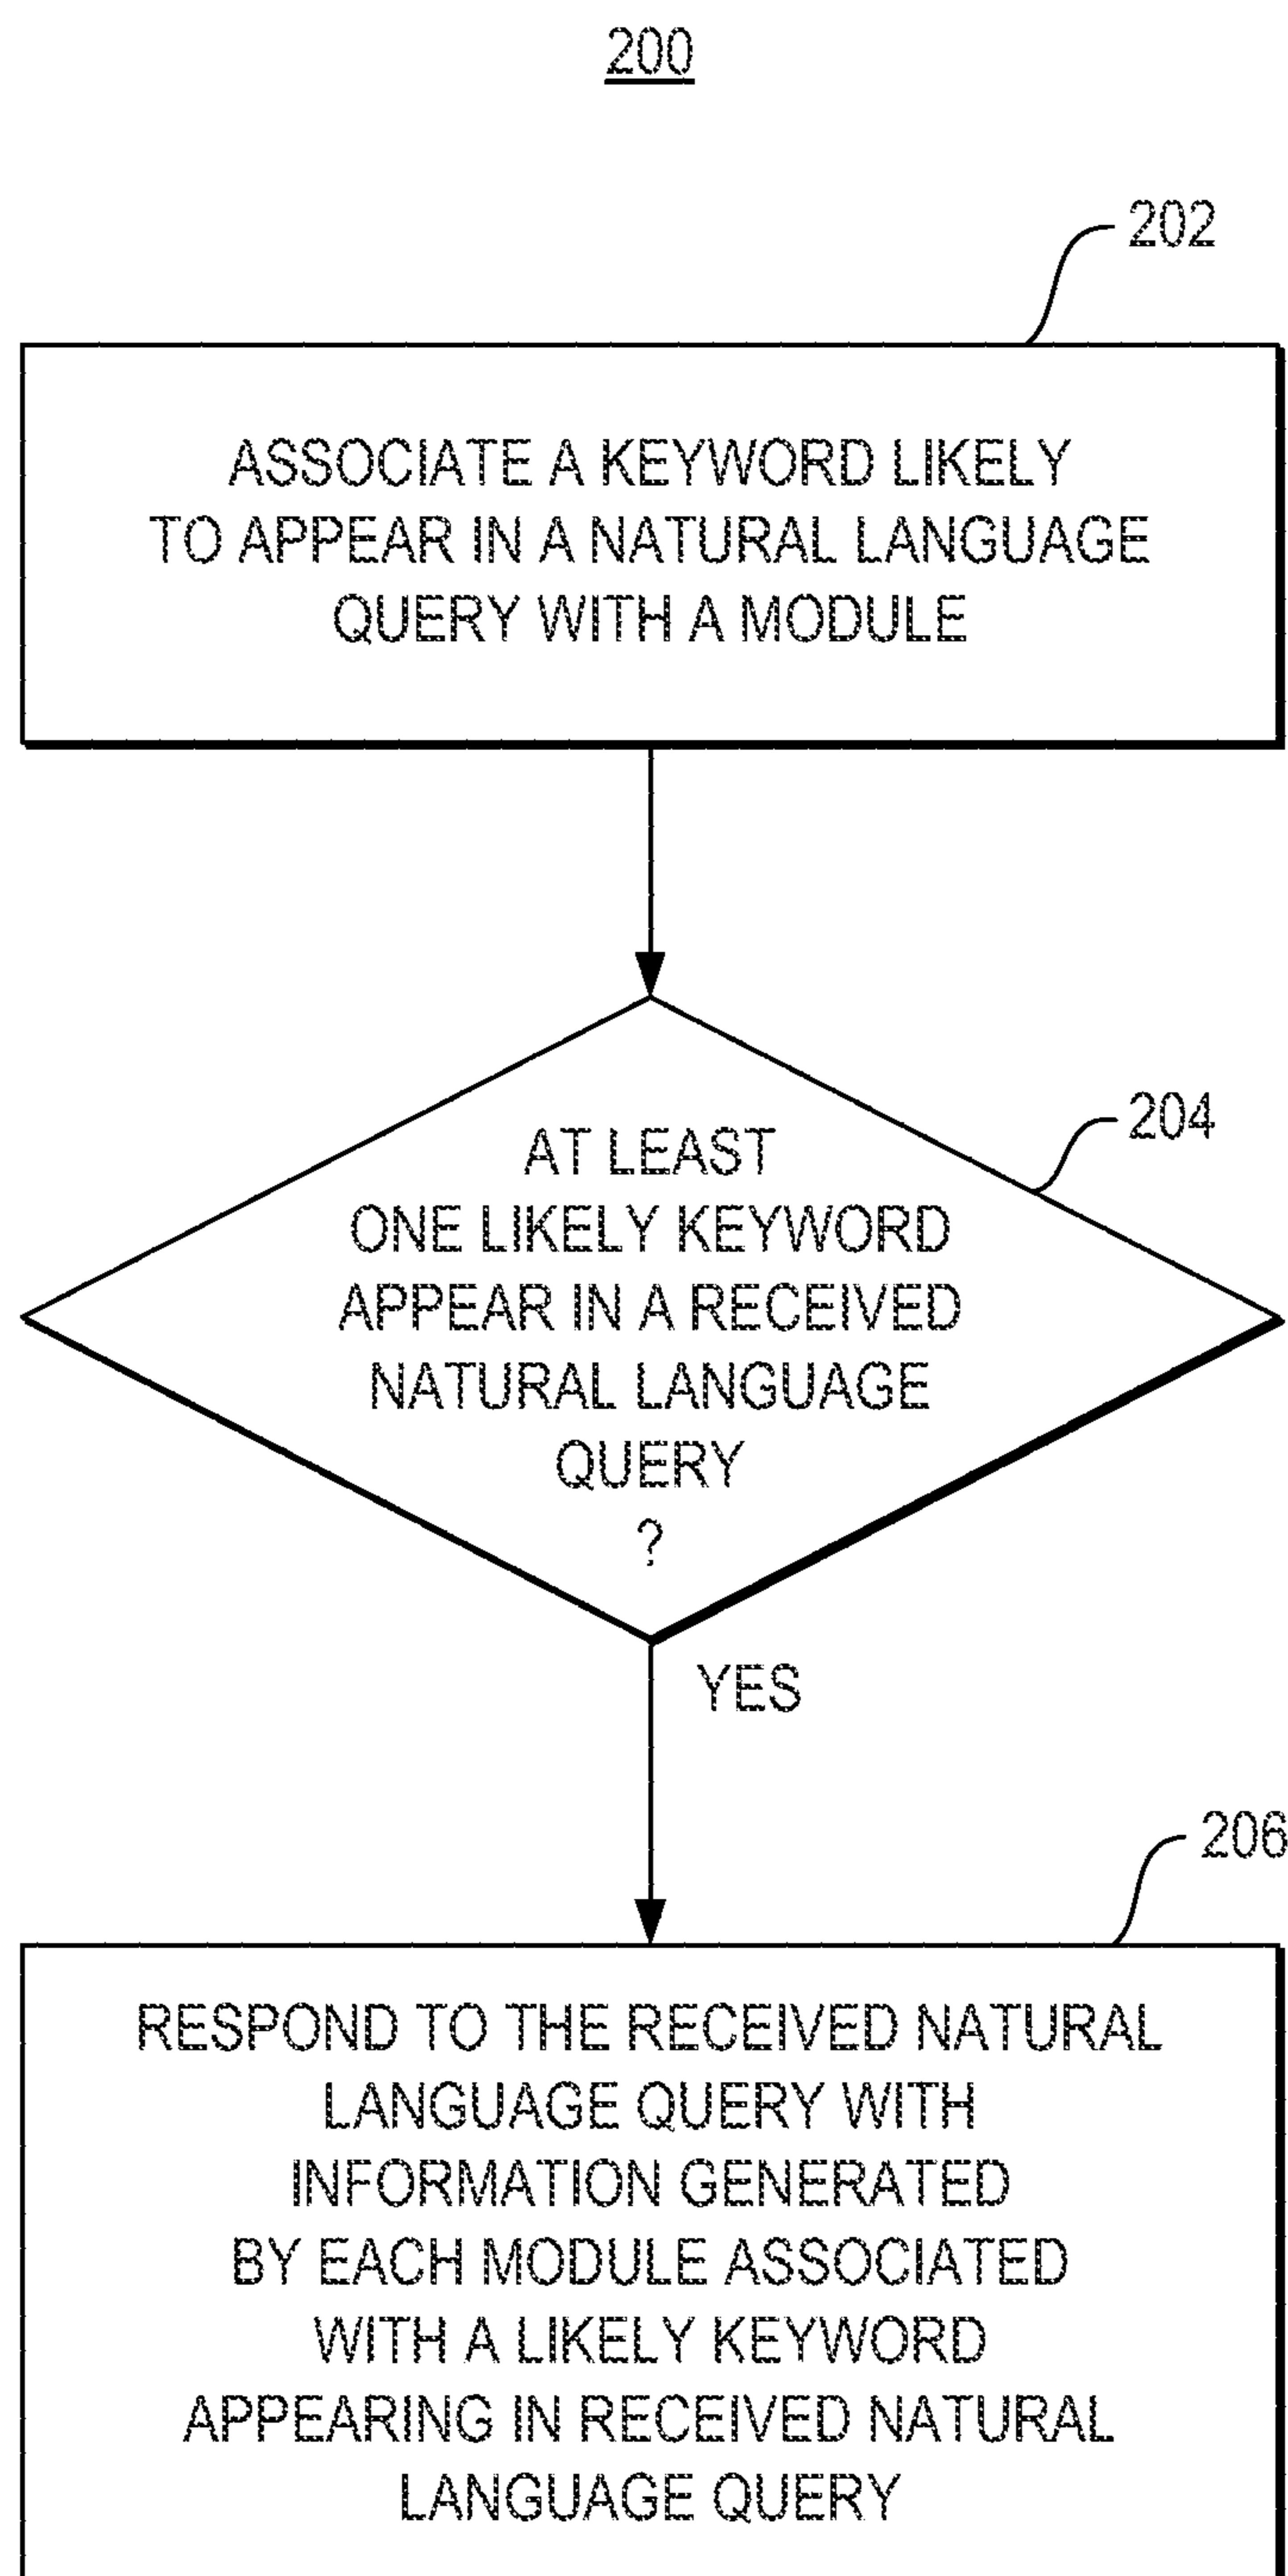 200
202
ASSOCIATE A KEYWORD LIKELY
TO APPEAR IN A NATURAL LANGUAGE
QUERY WITH A MODULE
204
AT LEAST
ONE LIKELY KEYWORD
APPEAR IN A RECEIVED
NATURAL LANGUAGE
QUERY
?
YES
206
RESPOND TO THE RECEIVED NATURAL
LANGUAGE QUERY WITH
INFORMATION GENERATED
BY EACH MODULE ASSOCIATED
WITH A LIKELY KEYWORD
APPEARING IN RECEIVED NATURAL
LANGUAGE QUERY